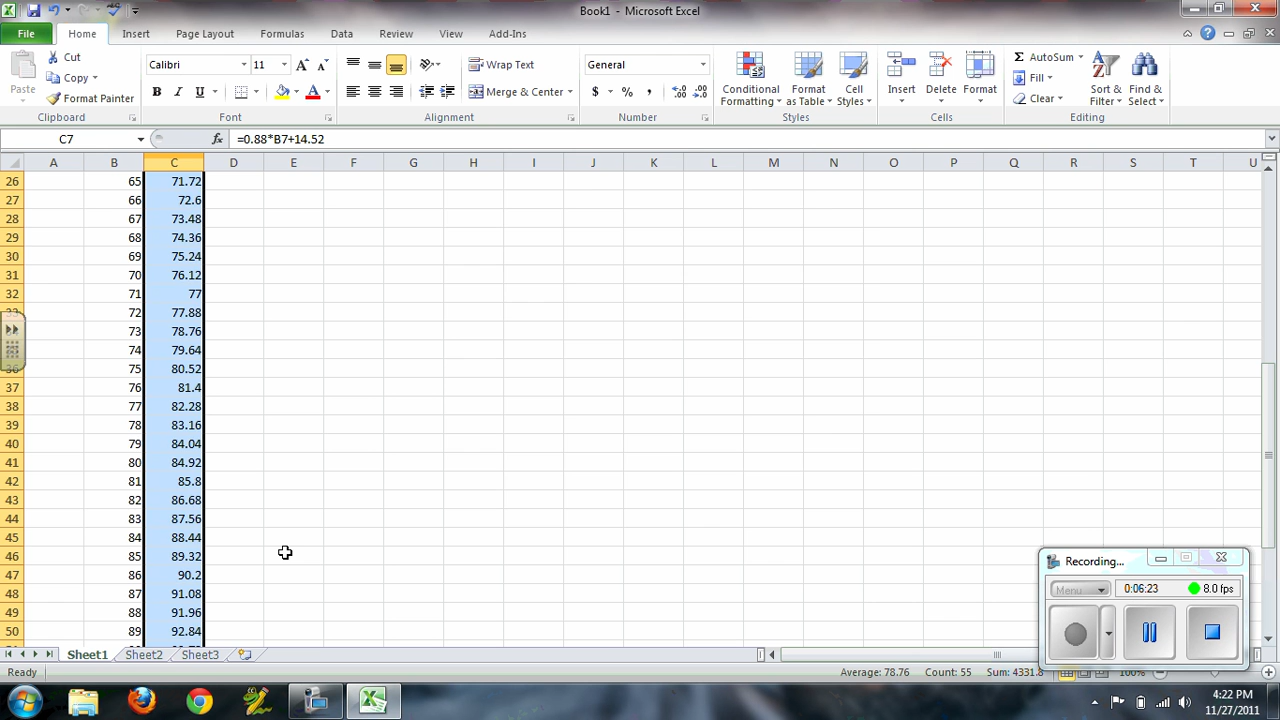 Book1 - Microsoft Excel
File Home Insert Page Layout Formulas Data Review View Add-Ins
Cut Calibri 11 Wrap Text General Σ AutoSum
Copy Fill
Paste Format Painter B I U A Merge & Center $ % , Conditional Formatting Format as Table Cell Styles Insert Delete Format Clear Sort & Filter Find & Select
Clipboard Font Alignment Number Styles Cells Editing
C7 fx =0.88*B7+14.52
A B C D E F G H I J K L M N O P Q R S T U
26 65 71.72
27 66 72.6
28 67 73.48
29 68 74.36
30 69 75.24
31 70 76.12
32 71 77
33 72 77.88
73 78.76
74 79.64
36 75 80.52
37 76 81.4
38 77 82.28
39 78 83.16
40 79 84.04
41 80 84.92
42 81 85.8
43 82 86.68
44 83 87.56
45 84 88.44
46 85 89.32
47 86 90.2
48 87 91.08
49 88 91.96
50 89 92.84
Recording...
Menu 0:06:23 8.0 fps
Sheet1 Sheet2 Sheet3
Ready Average: 78.76 Count: 55 Sum: 4331.8 100%
4:22 PM
11/27/2011